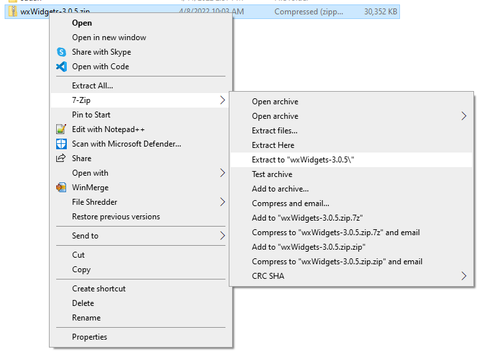 wxWidgets-3.0.5.zip 4/8/2022 10:03 AM Compressed (zipp... 30,352 KB
Open
Open in new window
Share with Skype
Open with Code
Extract All...
7-Zip
Pin to Start
Edit with Notepad++
Scan with Microsoft Defender...
Share
Open with
WinMerge
File Shredder
Restore previous versions
Send to
Cut
Copy
Create shortcut
Delete
Rename
Properties
Open archive
Open archive
Extract files...
Extract Here
Extract to "wxWidgets-3.0.5\"
Test archive
Add to archive...
Compress and email...
Add to "wxWidgets-3.0.5.zip.7z"
Compress to "wxWidgets-3.0.5.zip.7z" and email
Add to "wxWidgets-3.0.5.zip.zip"
Compress to "wxWidgets-3.0.5.zip.zip" and email
CRC SHA